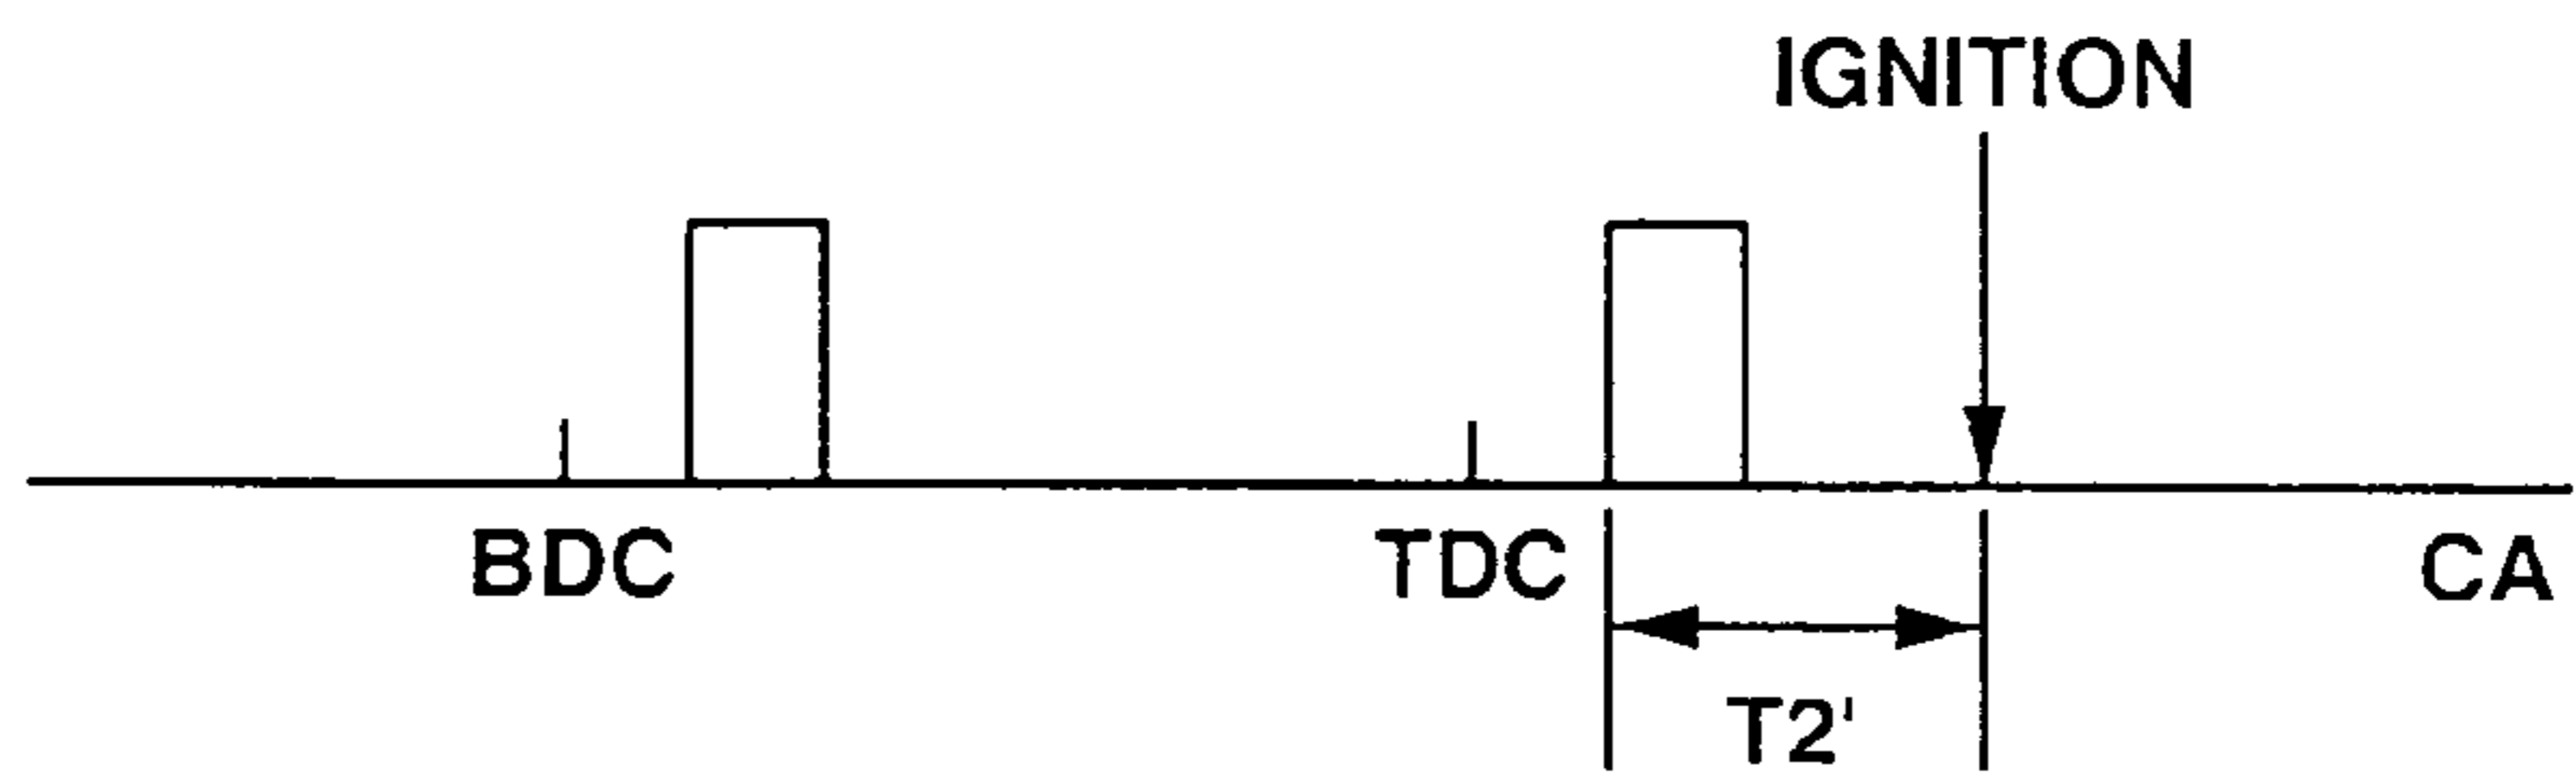 IGNITION
BDC
TDC
CA
T2'